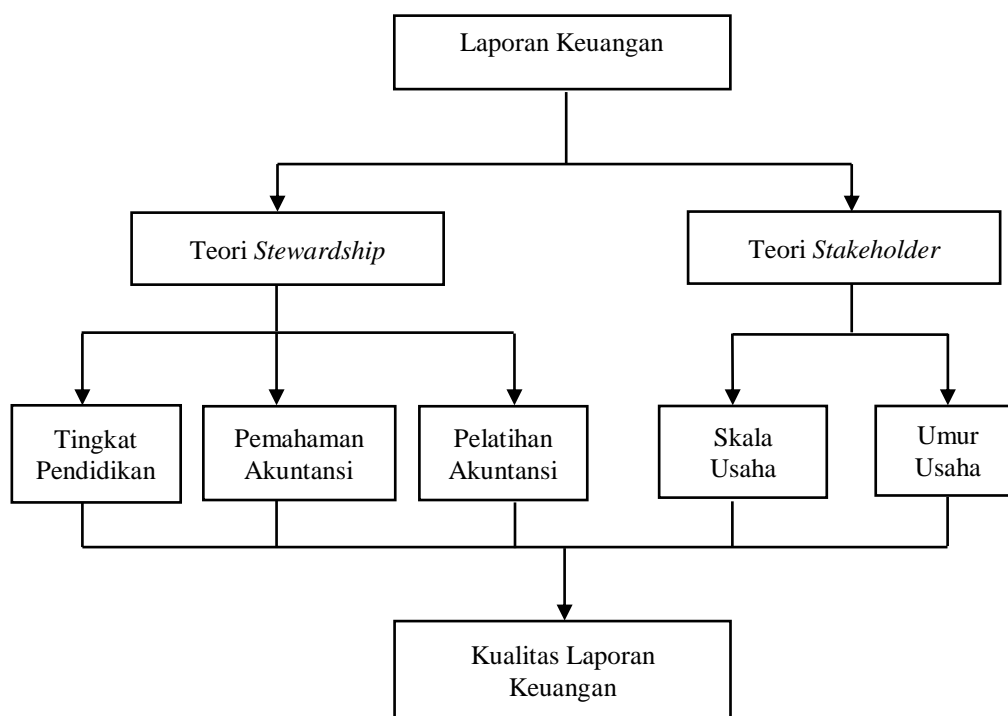 Laporan Keuangan
Teori Stewardship
Teori Stakeholder
Tingkat
Pendidikan
Pemahaman
Akuntansi
Pelatihan
Akuntansi
Skala
Usaha
Umur
Usaha
Kualitas Laporan
Keuangan